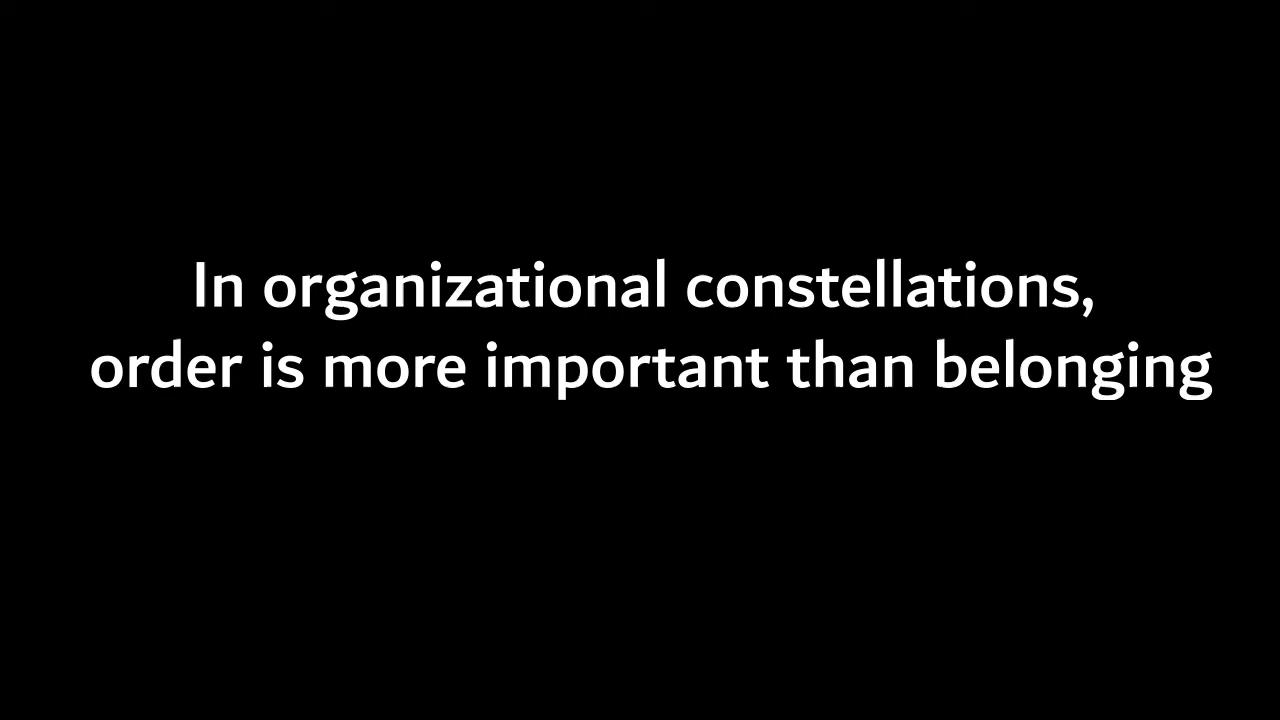 In organizational constellations,
order is more important than belonging